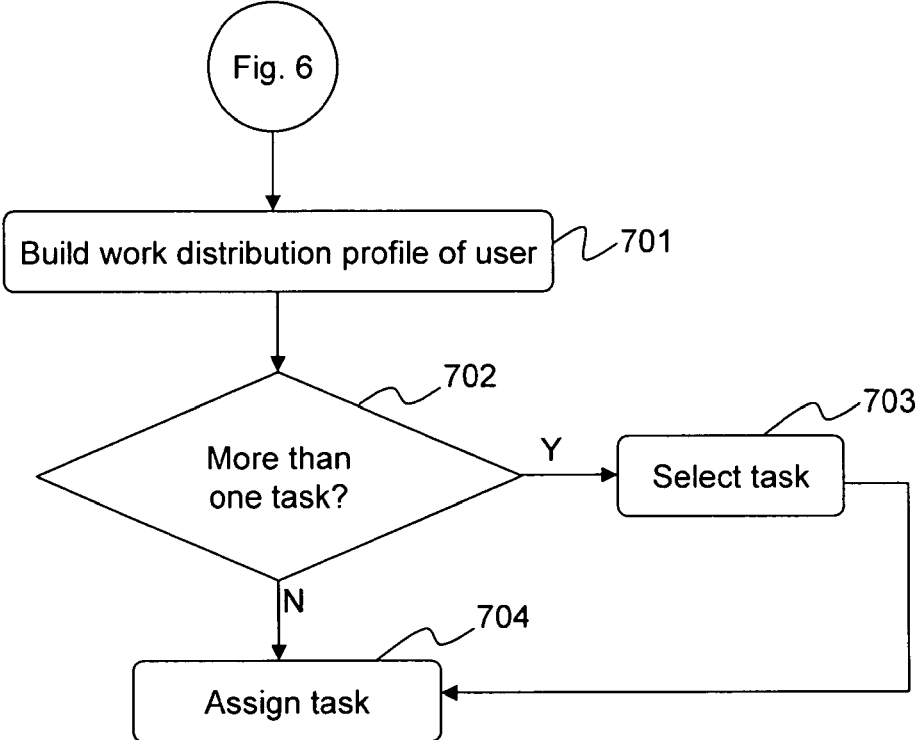 Fig. 6
Build work distribution profile of user
701
702
More than
one task?
Y
703
Select task
N
704
Assign task